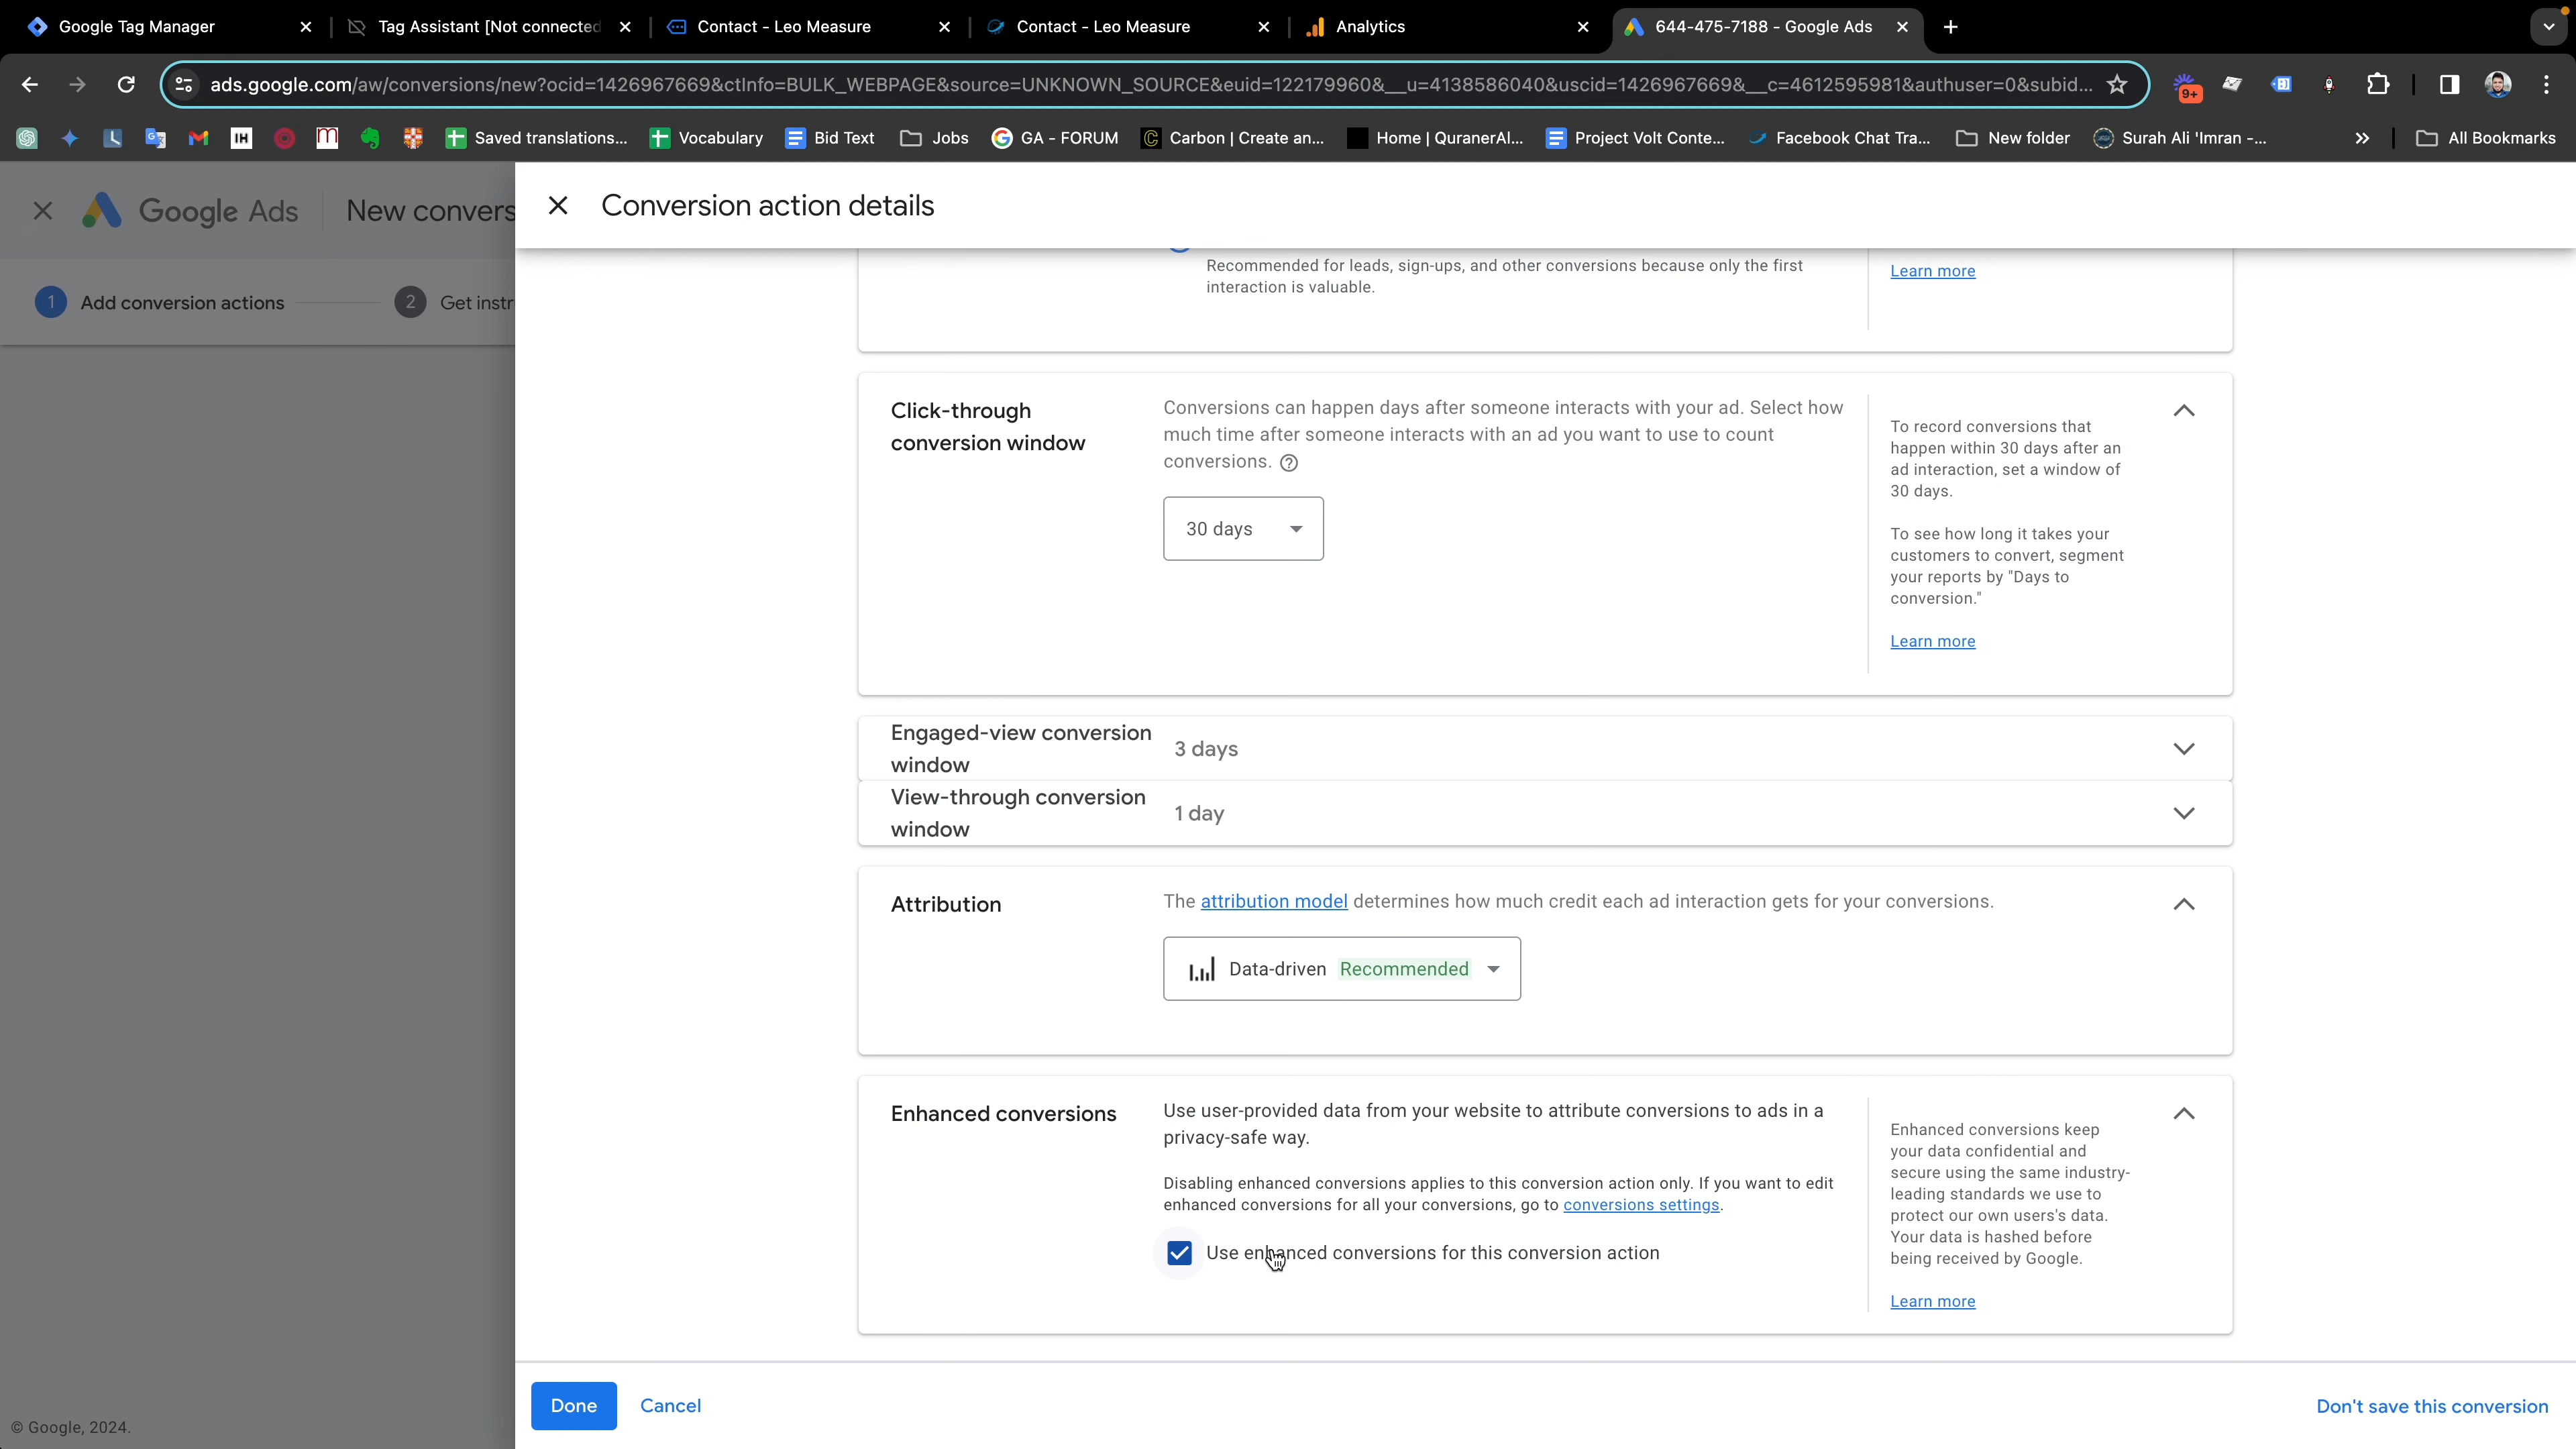 Google Tag Manager
Tag Assistant [Not connected
Contact - Leo Measure
Contact - Leo Measure
Analytics
644-475-7188 - Google Ads
ads.google.com/aw/conversions/new?ocid=1426967669&ctInfo=BULK_WEBPAGE&source=UNKNOWN_SOURCE&euid=122179960&__u=4138586040&uscid=1426967669&__c=4612595981&authuser=0&subid...
9+
IH
Saved translations...
Vocabulary
Bid Text
Jobs
GA - FORUM
Carbon | Create an...
Home | QuranerAl...
Project Volt Conte...
Facebook Chat Tra...
New folder
Surah Ali 'Imran -...
All Bookmarks
Google Ads
New convers
1 Add conversion actions
2 Get instr
Conversion action details
Recommended for leads, sign-ups, and other conversions because only the first
interaction is valuable.
Learn more
Click-through
conversion window
Conversions can happen days after someone interacts with your ad. Select how
much time after someone interacts with an ad you want to use to count
conversions.
30 days
To record conversions that
happen within 30 days after an
ad interaction, set a window of
30 days.
To see how long it takes your
customers to convert, segment
your reports by "Days to
conversion."
Learn more
Engaged-view conversion
window
3 days
View-through conversion
window
1 day
Attribution
The attribution model determines how much credit each ad interaction gets for your conversions.
Data-driven Recommended
Enhanced conversions
Use user-provided data from your website to attribute conversions to ads in a
privacy-safe way.
Disabling enhanced conversions applies to this conversion action only. If you want to edit
enhanced conversions for all your conversions, go to conversions settings.
Use enhanced conversions for this conversion action
Enhanced conversions keep
your data confidential and
secure using the same industry-
leading standards we use to
protect our own users's data.
Your data is hashed before
being received by Google.
Learn more
Done
Cancel
Don't save this conversion
© Google, 2024.